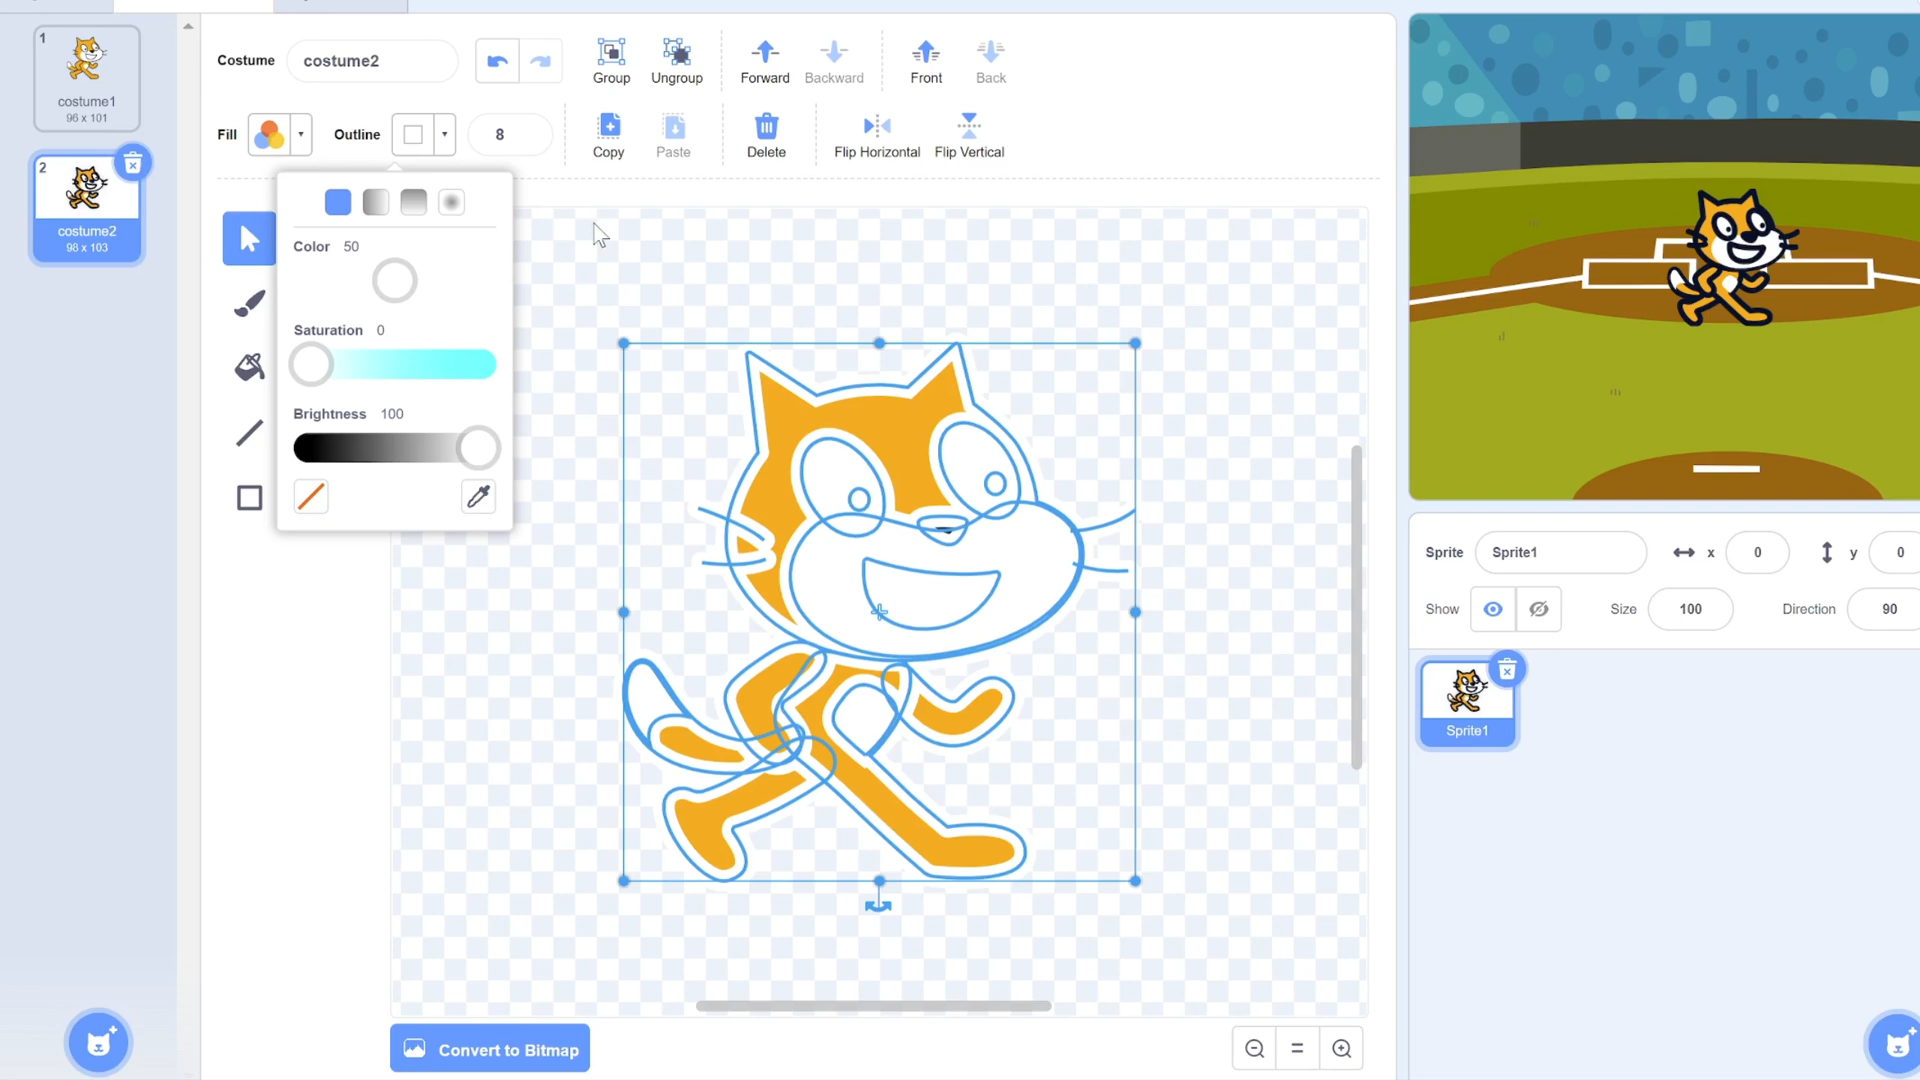 1
costume1
96 x 101
2
costume2
98 x 103
Costume
costume2
Group
Ungroup
Forward
Backward
Front
Back
Fill
Outline
8
Copy
Paste
Delete
Flip Horizontal
Flip Vertical
Color 50
Saturation 0
Brightness 100
Convert to Bitmap
Sprite
Sprite1
x
0
y
0
Show
Size
100
Direction
90
Sprite1